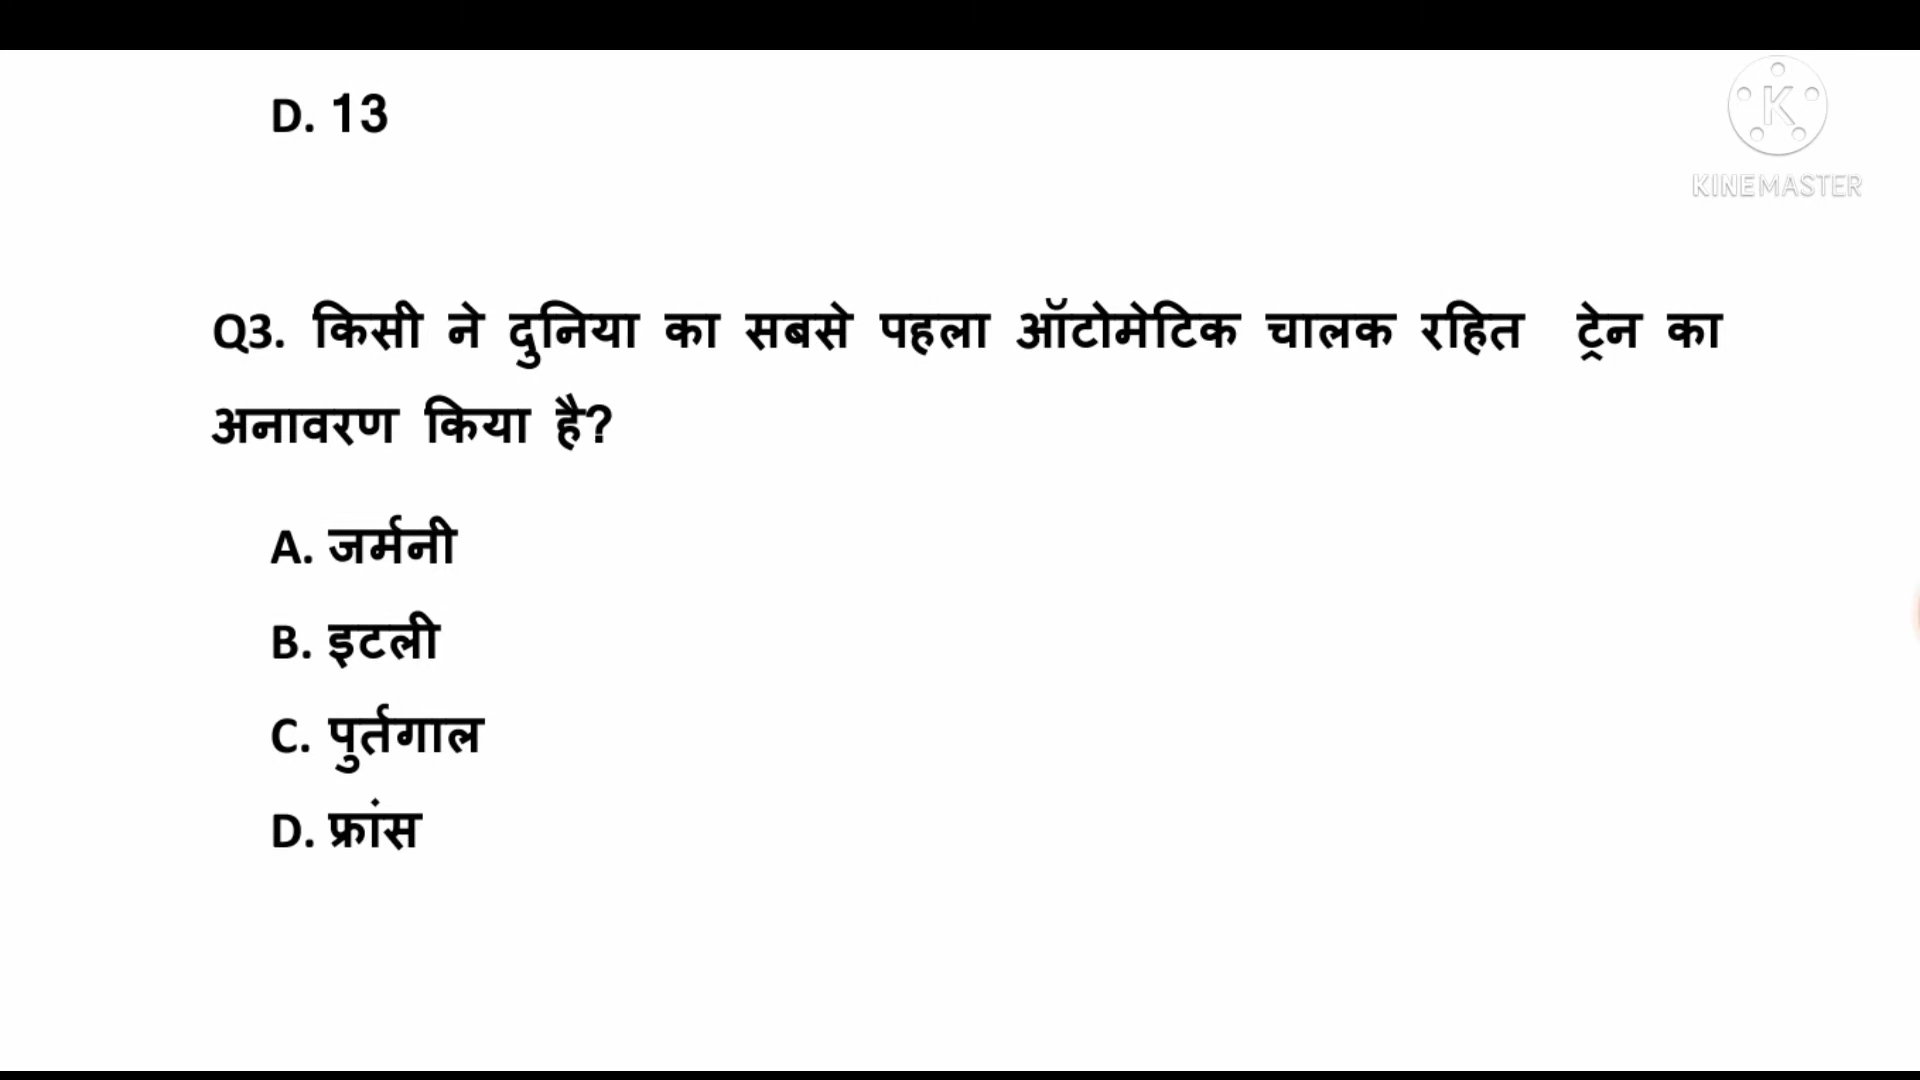 D. 13
K
KINEMASTER
Q3. किसी ने दुनिया का सबसे पहला ऑटोमेटिक चालक रहित ट्रेन का
अनावरण किया है?
A. जर्मनी
B. इटली
C. पुर्तगाल
D. फ्रांस